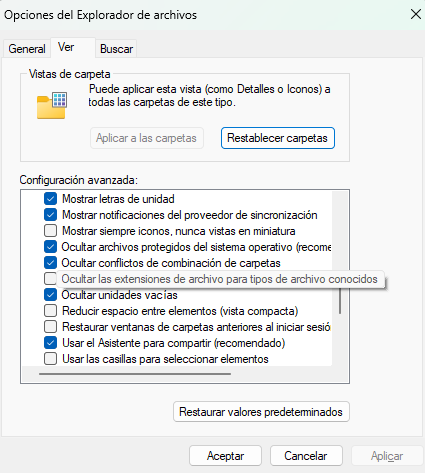 Opciones del Explorador de archivos
General Ver Buscar
Vistas de carpeta
Puede aplicar esta vista (como Detalles o Iconos) a
todas las carpetas de este tipo.
Aplicar a las carpetas Restablecer carpetas
Configuración avanzada:
Mostrar letras de unidad
Mostrar notificaciones del proveedor de sincronización
Mostrar siempre iconos, nunca vistas en miniatura
Ocultar archivos protegidos del sistema operativo (recome
Ocultar conflictos de combinación de carpetas
Ocultar las extensiones de archivo para tipos de archivo conocidos
Ocultar unidades vacías
Reducir espacio entre elementos (vista compacta)
Restaurar ventanas de carpetas anteriores al iniciar sesió
Usar el Asistente para compartir (recomendado)
Usar las casillas para seleccionar elementos
Restaurar valores predeterminados
Aceptar Cancelar Aplicar